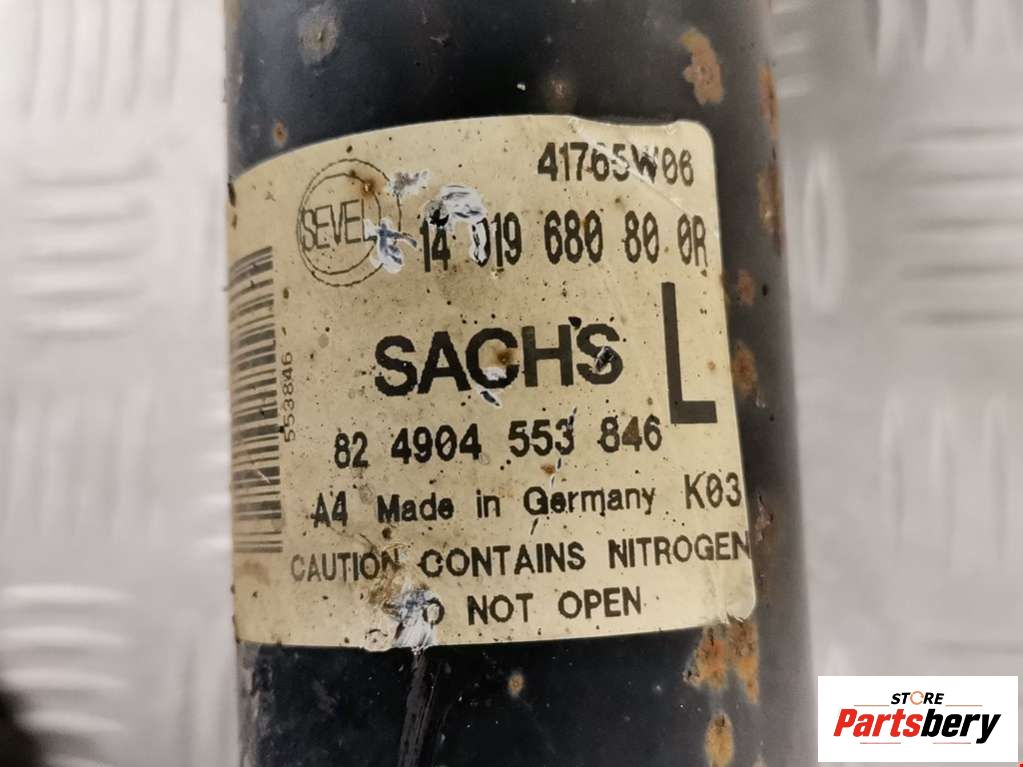 41765W06
SEVEL
14 019 680 80 0R
SACHS
L
82 4904 553 846
553846
A4 Made in Germany K03
CAUTION CONTAINS NITROGEN
DO NOT OPEN
STORE
Partsbery